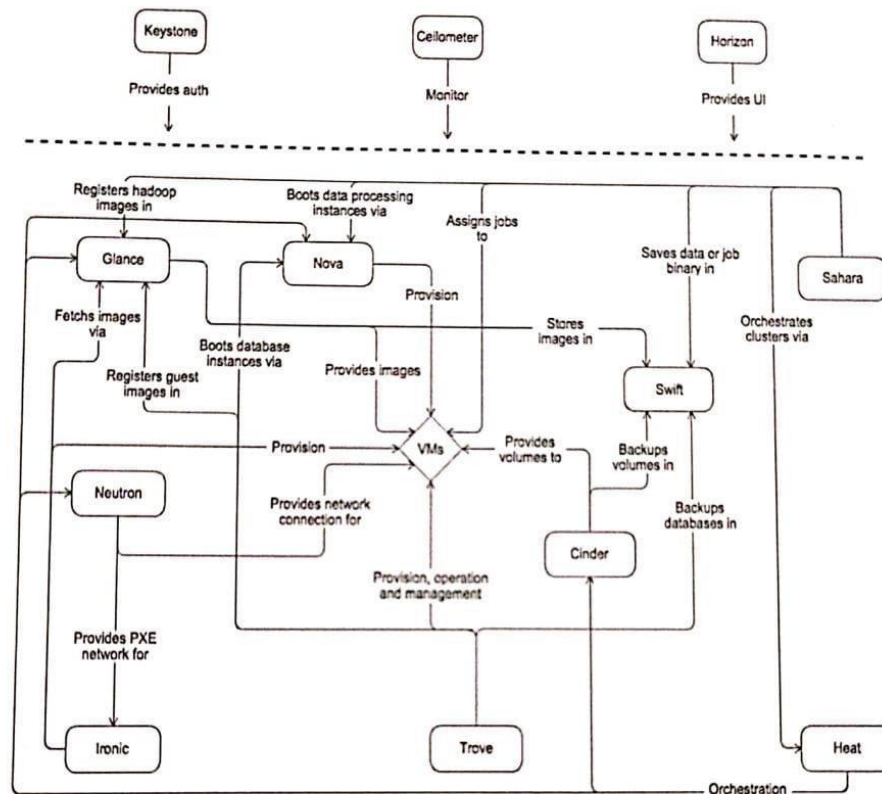 Keystone
Ceilometer
Horizon
Provides auth
Monitor
Provides UI
Registers hadoop
images in
Boots data processing
instances via
Assigns jobs
to
Saves data or job
binary in
Sahara
Glance
Nova
Provision
Fetchs images
via
Boots database
instances via
Stores
images in
Orchestrates
clusters via
Registers guest
images in
Provides images
Swift
Provision
VMs
Provides
volumes to
Backups
volumes in
Neutron
Provides network
connection for
Backups
databases in
Cinder
Provision, operation
and management
Provides PXE
network for
Ironic
Trove
Heat
Orchestration